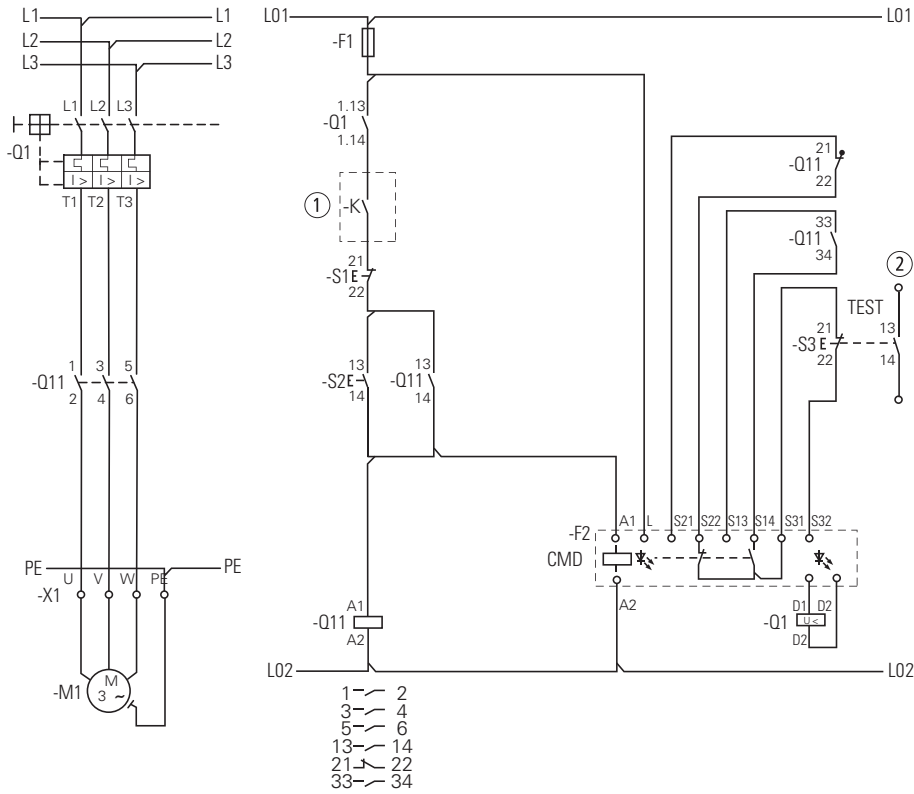 L1 L1
L2 L2
L3 L3
L1 L2 L3
-Q1
I > I > I >
T1 T2 T3
1 3 5
-Q11
2 4 6
PE PE
U V W PE
-X1
-M1
M
3 ~
L01 L01
-F1
1.13
-Q1
1.14
1
-K
21
-S1 E
22
13 13
-S2 E -Q11
14 14
21
-Q11
22
33
-Q11
34
2
TEST
21 13
-S3 E
22 14
-F2 A1 L S21 S22 S13 S14 S31 S32
CMD
A2
D1 D2
-Q1 U <
D2
A1
-Q11
A2
L02 L02
1 2
3 4
5 6
13 14
21 22
33 34